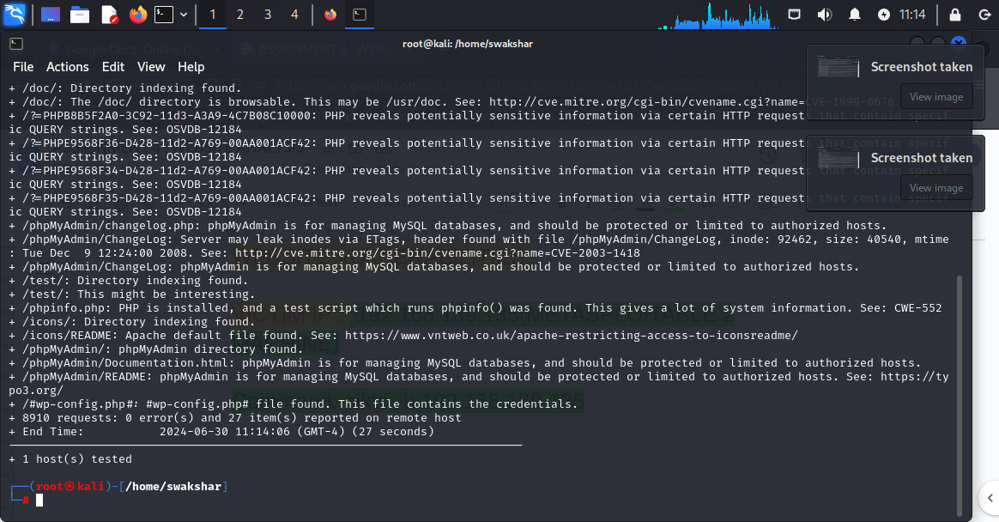 1 2 3 4 11:14
root@kali: /home/swakshar
File Actions Edit View Help
Screenshot taken
View image
Screenshot taken
View image
+ /doc/: Directory indexing found.
+ /doc/: The /doc/ directory is browsable. This may be /usr/doc. See: http://cve.mitre.org/cgi-bin/cvename.cgi?name=CVE-1999-0678
+ /?=PHPB8B5F2A0-3C92-11d3-A3A9-4C7B08C10000: PHP reveals potentially sensitive information via certain HTTP requests that contain specif
ic QUERY strings. See: OSVDB-12184
+ /?=PHPE9568F36-D428-11d2-A769-00AA001ACF42: PHP reveals potentially sensitive information via certain HTTP requests that contain specif
ic QUERY strings. See: OSVDB-12184
+ /?=PHPE9568F34-D428-11d2-A769-00AA001ACF42: PHP reveals potentially sensitive information via certain HTTP requests that contain specif
ic QUERY strings. See: OSVDB-12184
+ /?=PHPE9568F35-D428-11d2-A769-00AA001ACF42: PHP reveals potentially sensitive information via certain HTTP requests that contain specif
ic QUERY strings. See: OSVDB-12184
+ /phpMyAdmin/changelog.php: phpMyAdmin is for managing MySQL databases, and should be protected or limited to authorized hosts.
+ /phpMyAdmin/ChangeLog: Server may leak inodes via ETags, header found with file /phpMyAdmin/ChangeLog, inode: 92462, size: 40540, mtime
: Tue Dec  9 12:24:00 2008. See: http://cve.mitre.org/cgi-bin/cvename.cgi?name=CVE-2003-1418
+ /phpMyAdmin/ChangeLog: phpMyAdmin is for managing MySQL databases, and should be protected or limited to authorized hosts.
+ /test/: Directory indexing found.
+ /test/: This might be interesting.
+ /phpinfo.php: PHP is installed, and a test script which runs phpinfo() was found. This gives a lot of system information. See: CWE-552
+ /icons/: Directory indexing found.
+ /icons/README: Apache default file found. See: https://www.vntweb.co.uk/apache-restricting-access-to-iconsreadme/
+ /phpMyAdmin/: phpMyAdmin directory found.
+ /phpMyAdmin/Documentation.html: phpMyAdmin is for managing MySQL databases, and should be protected or limited to authorized hosts.
+ /phpMyAdmin/README: phpMyAdmin is for managing MySQL databases, and should be protected or limited to authorized hosts. See: https://ty
po3.org/
+ /#wp-config.php#: #wp-config.php# file found. This file contains the credentials.
+ 8910 requests: 0 error(s) and 27 item(s) reported on remote host
+ End Time:           2024-06-30 11:14:06 (GMT-4) (27 seconds)
+ 1 host(s) tested
(root㉿kali)-[/home/swakshar]
#